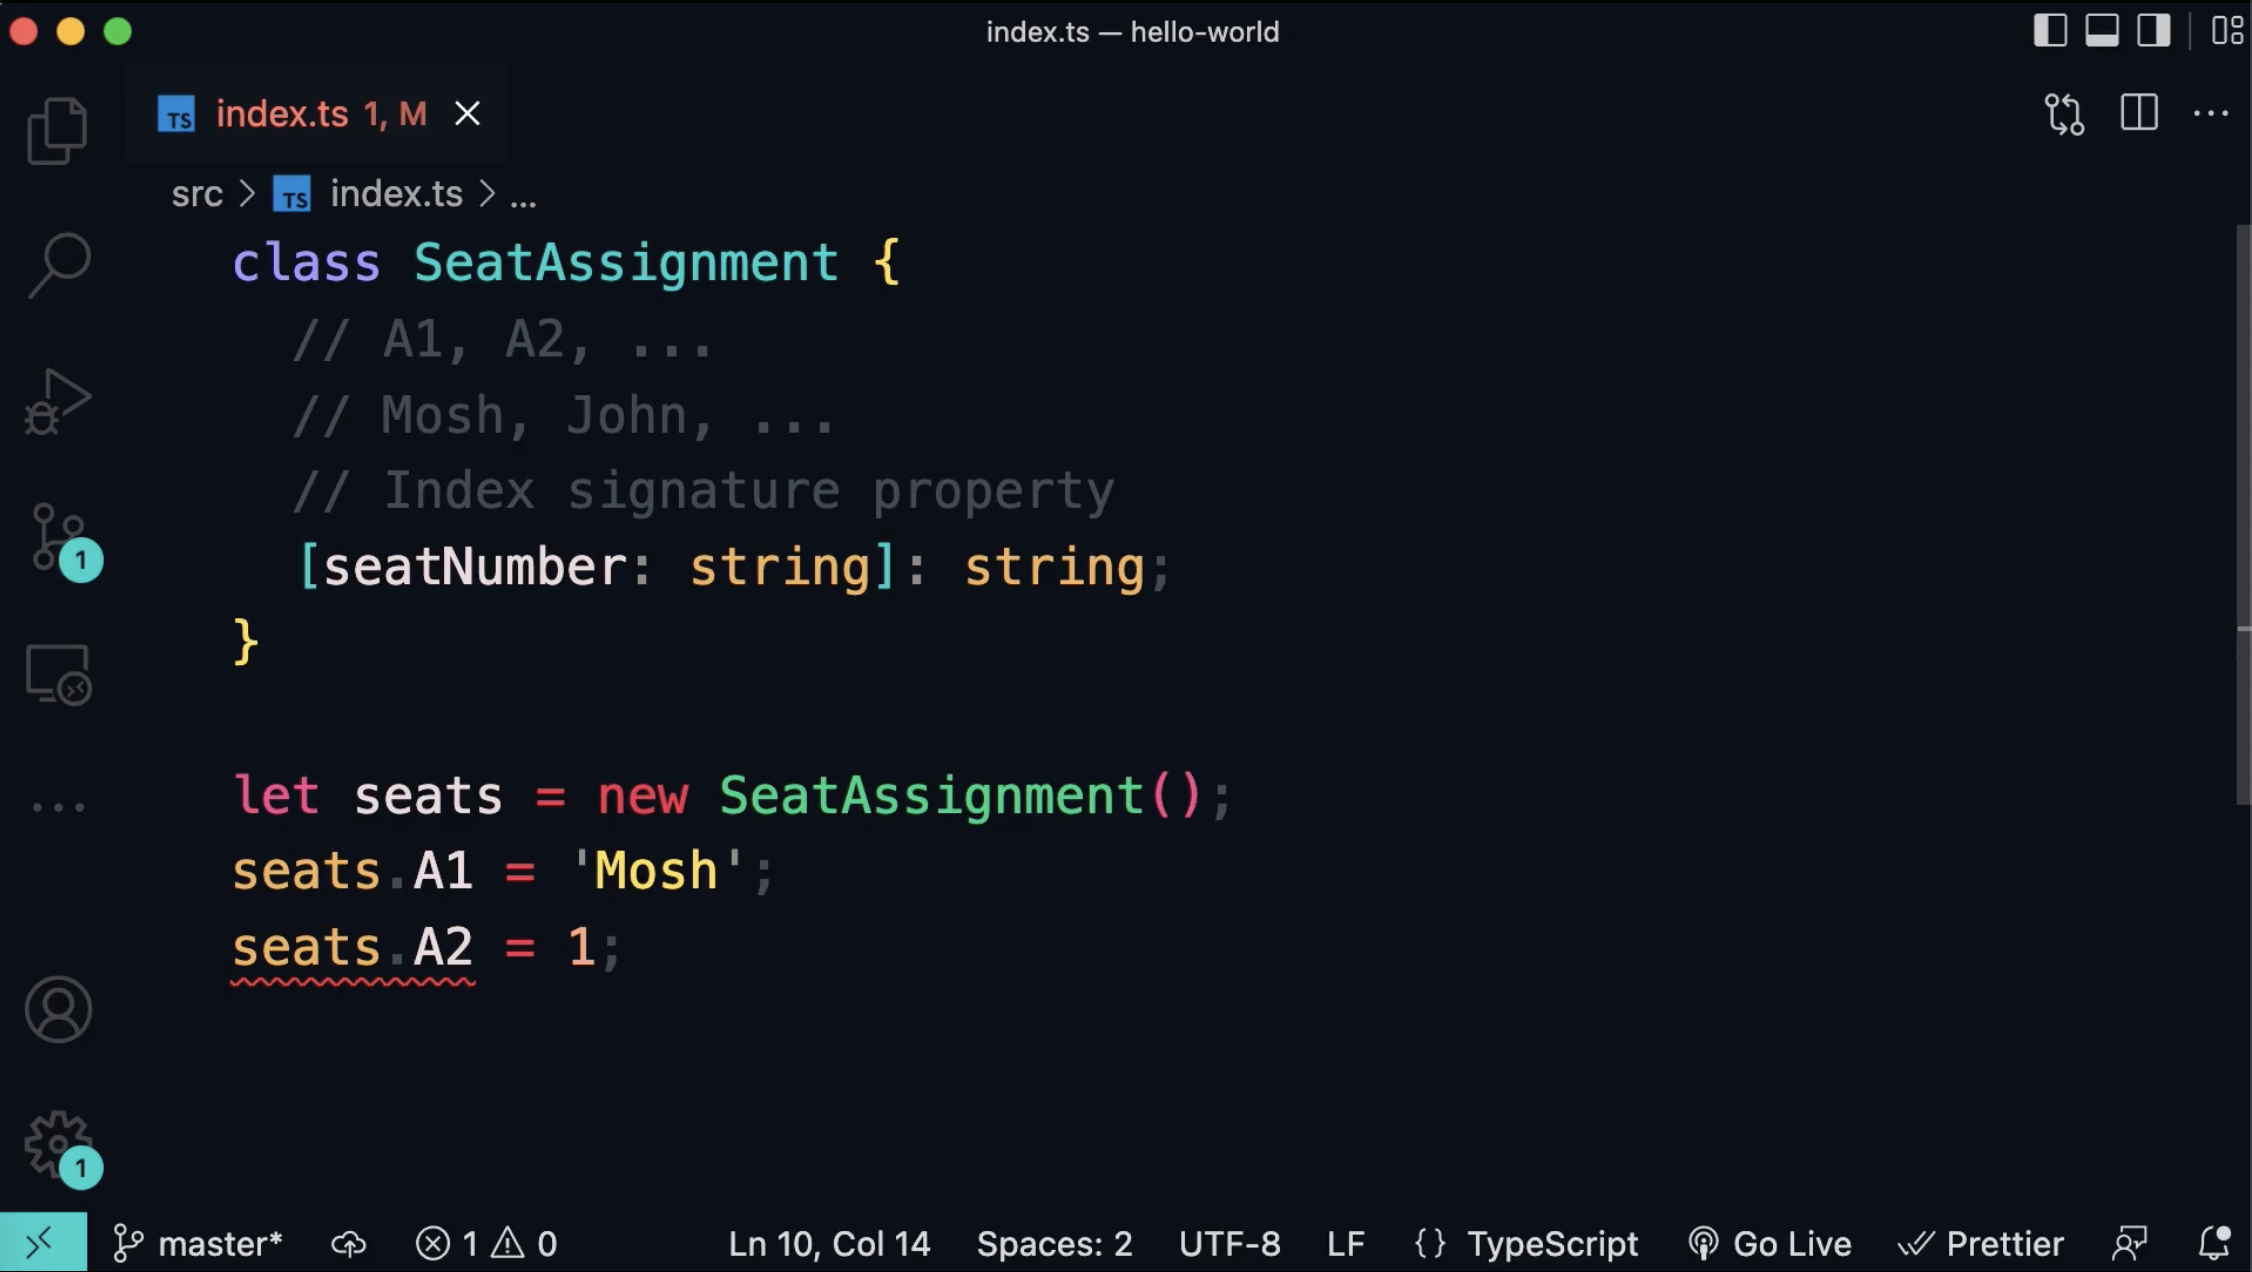 index.ts — hello-world
TS index.ts 1, M
src > TS index.ts > ...
class SeatAssignment {
// A1, A2, ...
// Mosh, John, ...
// Index signature property
[seatNumber: string]: string;
}
let seats = new SeatAssignment();
seats.A1 = 'Mosh';
seats.A2 = 1;
1
1
master* 1 0 Ln 10, Col 14 Spaces: 2 UTF-8 LF {} TypeScript Go Live Prettier